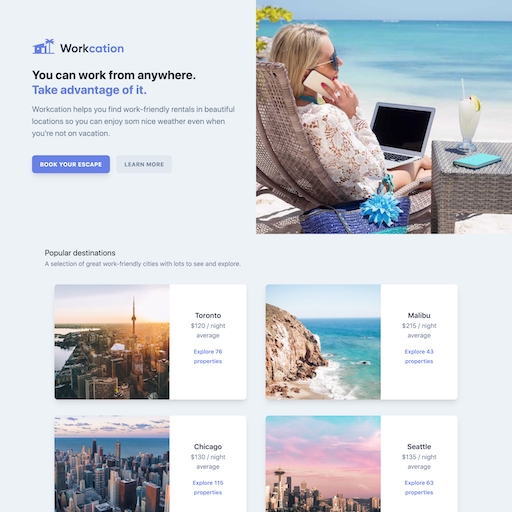 Workcation
You can work from anywhere.
Take advantage of it.
Workcation helps you find work-friendly rentals in beautiful
locations so you can enjoy som nice weather even when
you're not on vacation.
BOOK YOUR ESCAPE
LEARN MORE
Popular destinations
A selection of great work-friendly cities with lots to see and explore.
Toronto
$120 / night
average
Explore 76
properties
Malibu
$215 / night
average
Explore 43
properties
Chicago
$130 / night
average
Explore 115
properties
Seattle
$135 / night
average
Explore 63
properties